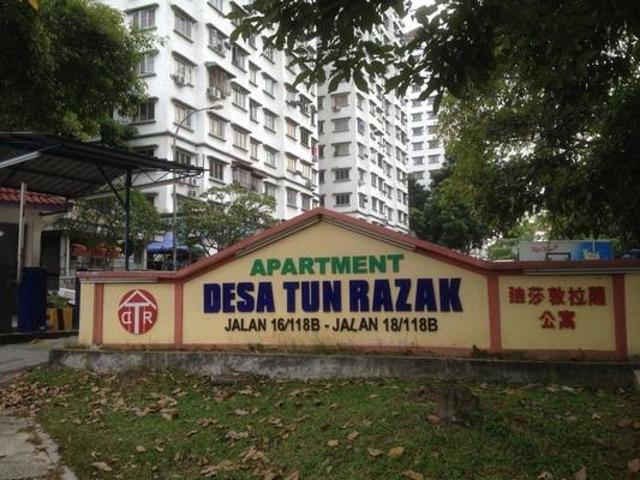 APARTMENT
DESA TUN RAZAK
JALAN 16/118B - JALAN 18/118B
DTR
迪莎敦拉薩
公寓